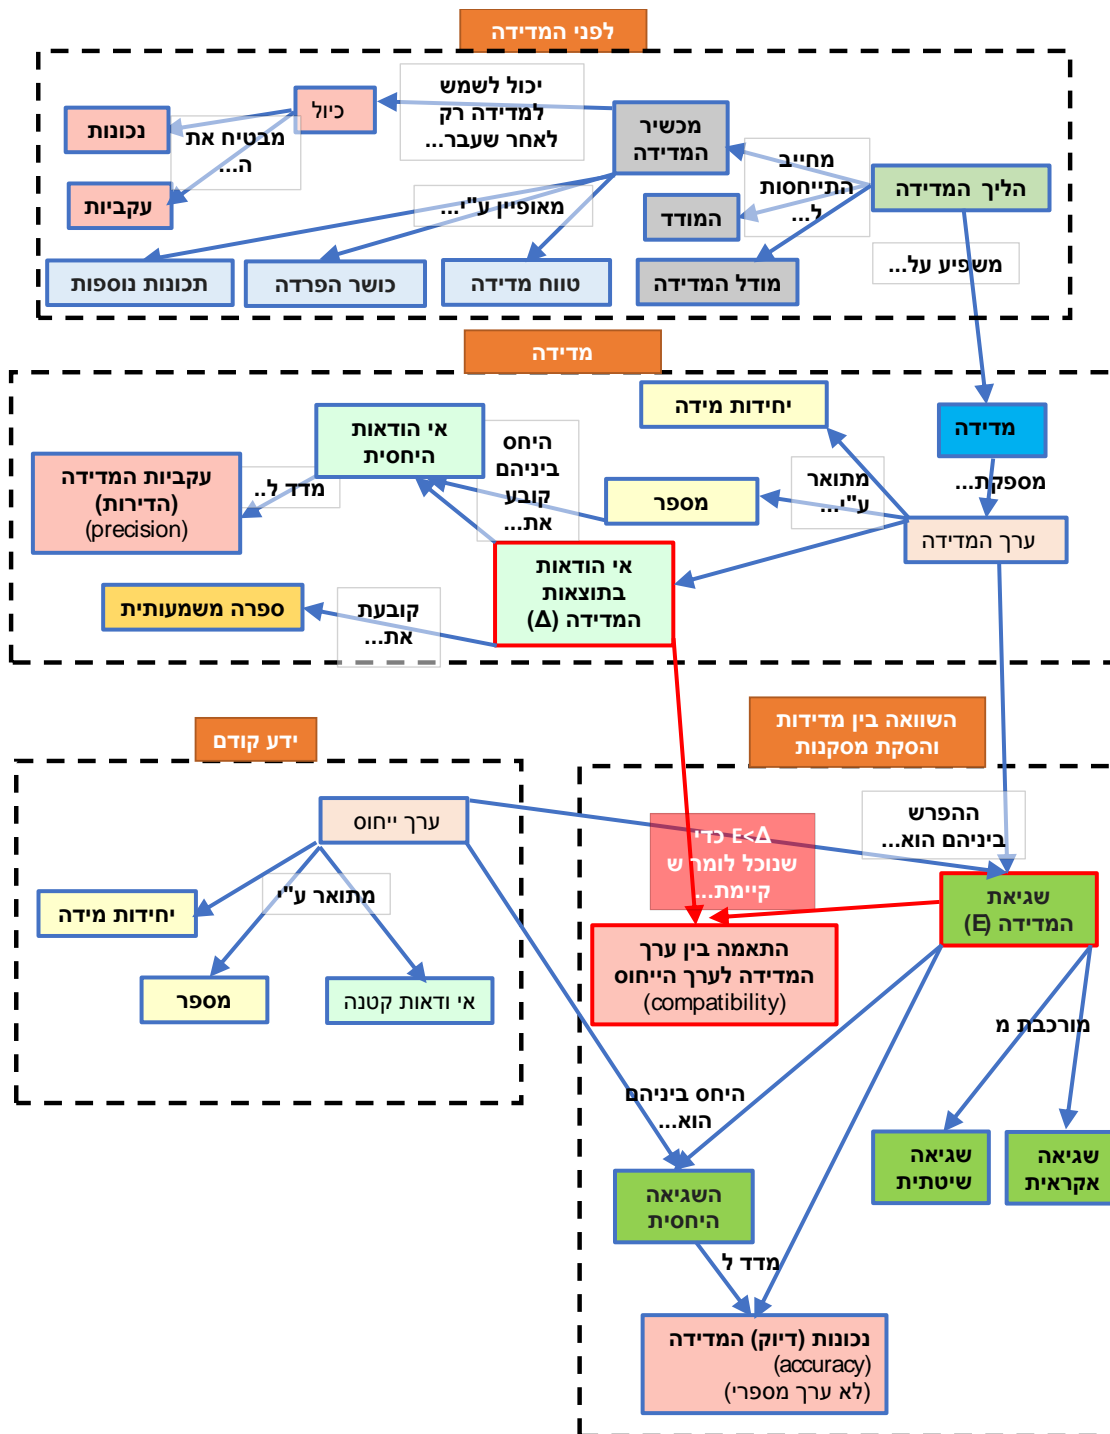 לפני המדידה
יכול לשמש
למדידה רק
לאחר שעבר...
כיול
נכונות
מבטיח את
ה...
עקביות
מכשיר
המדידה
מחייב
התייחסות
ל...
הליך המדידה
המודד
מאופיין ע"י...
משפיע על...
מודל המדידה
טווח מדידה
כושר הפרדה
תכונות נוספות
מדידה
יחידות מידה
מדידה
אי הודאות
היחסית
היחס
ביניהם
קובע
את...
עקביות המדידה
(הדירות)
(precision)
מדד ל..
מספר
מתואר
ע"י...
מספקת...
ערך המדידה
אי הודאות
בתוצאות
המדידה (Δ)
ספרה משמעותית
קובעת
את...
השוואה בין מדידות
והסקת מסקנות
ידע קודם
ערך ייחוס
ההפרש
ביניהם הוא...
E<Δ כדי
שנוכל לומר ש
קיימת...
מתואר ע"י
יחידות מידה
מספר
אי ודאות קטנה
שגיאת
המדידה (E)
התאמה בין ערך
המדידה לערך הייחוס
(compatibility)
מורכבת מ
היחס ביניהם
הוא...
שגיאה
אקראית
שגיאה
שיטתית
השגיאה
היחסית
מדד ל
נכונות (דיוק) המדידה
(accuracy)
(לא ערך מספרי)